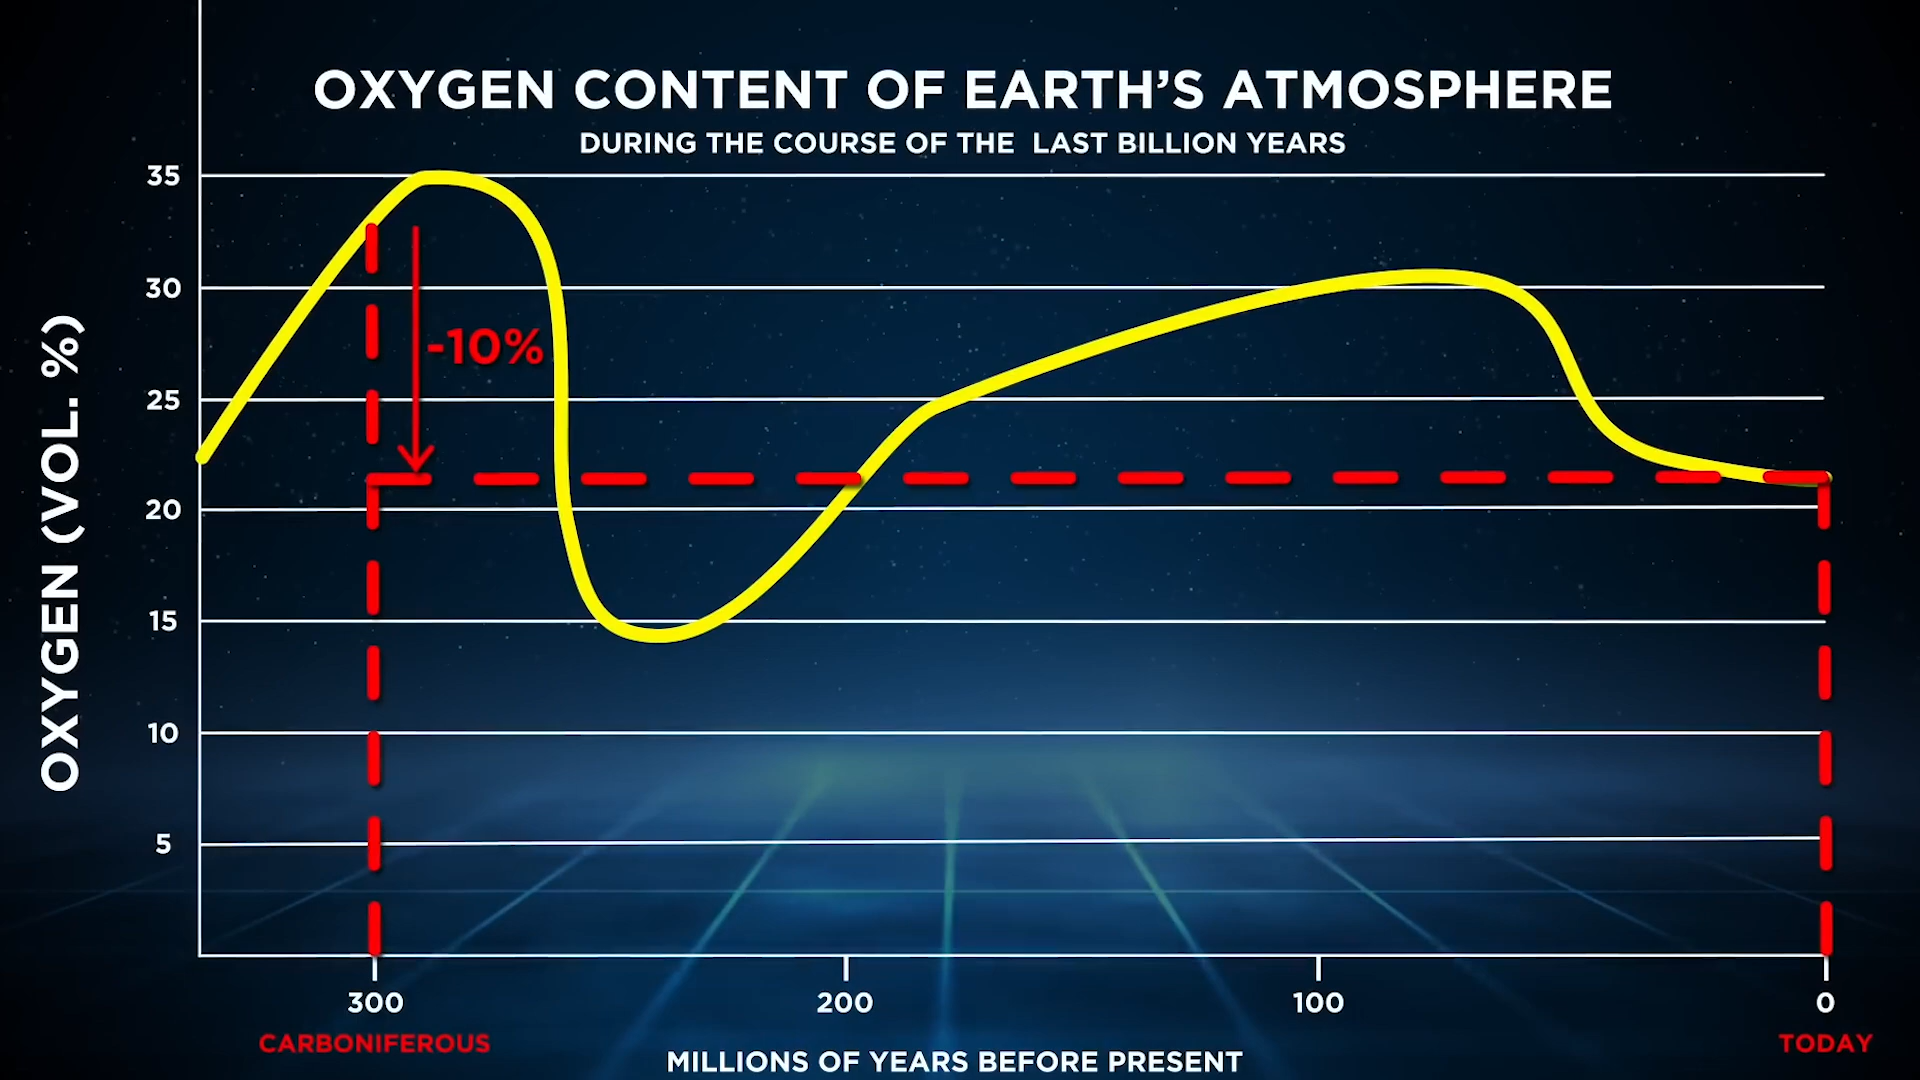 OXYGEN CONTENT OF EARTH'S ATMOSPHERE
DURING THE COURSE OF THE LAST BILLION YEARS
OXYGEN (VOL. %)
35
30
25
20
15
10
5
-10%
300
200
100
0
CARBONIFEROUS
TODAY
MILLIONS OF YEARS BEFORE PRESENT